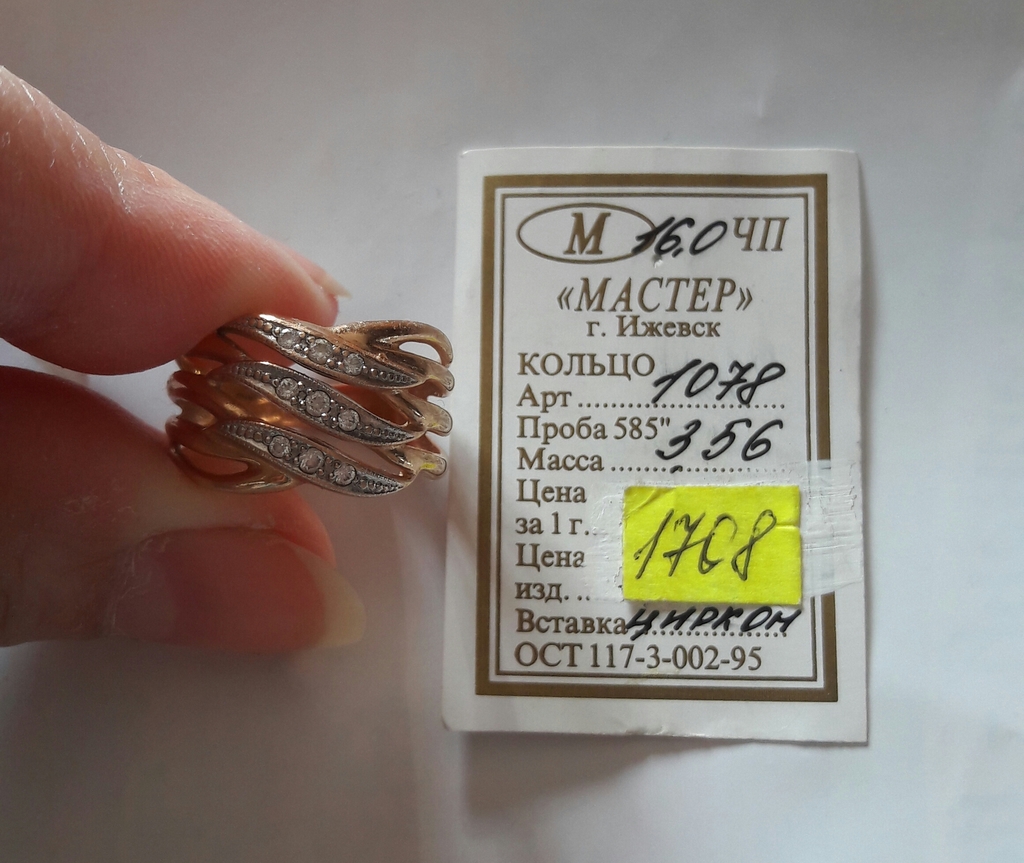 М 16,0 ЧП
«МАСТЕР»
г. Ижевск
КОЛЬЦО
Арт ........ 1078
Проба 585"
Масса ........ 3,56
Цена
за 1 г..
1708
Цена
изд. ..
Вставка циркон
ОСТ 117-3-002-95